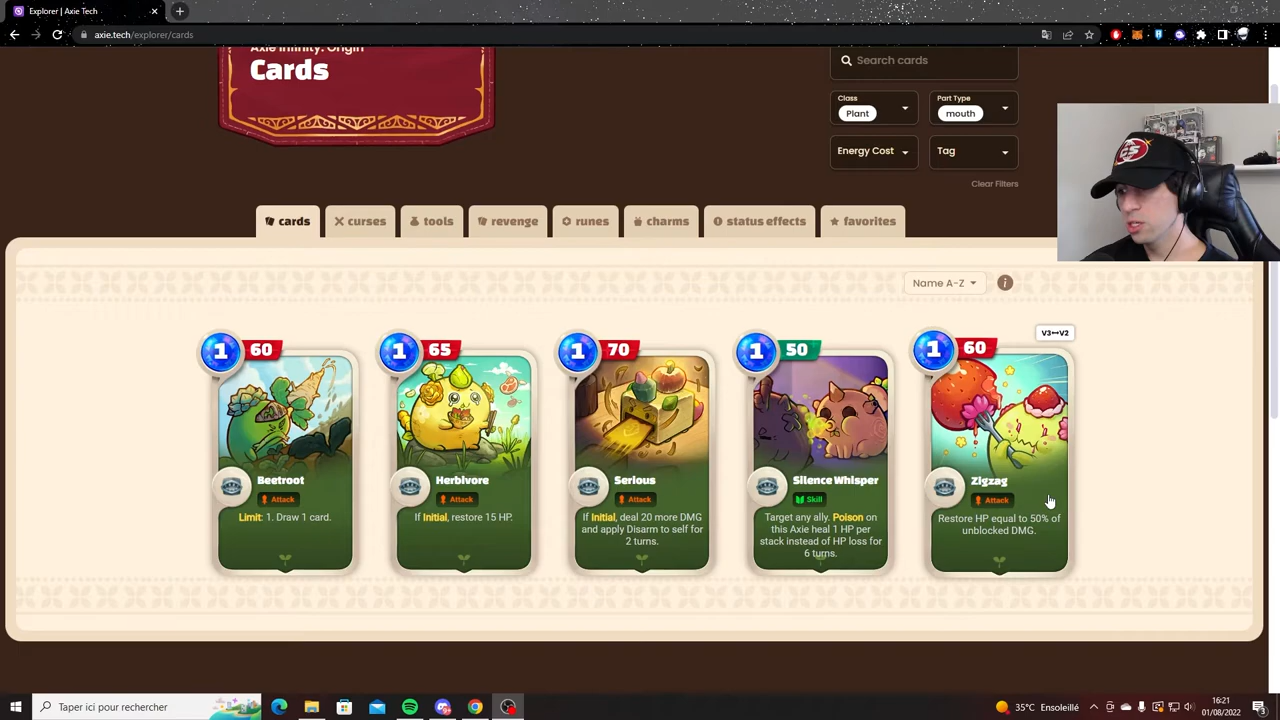 Explorer | Axie Tech
axie.tech/explorer/cards
Axie Infinity: Origin
Cards
Search cards
Class
Plant
Part Type
mouth
Energy Cost
Tag
Clear Filters
cards
curses
tools
revenge
runes
charms
status effects
favorites
Name A-Z
i
1
60
Beetroot
Attack
Limit: 1. Draw 1 card.
1
65
Herbivore
Attack
If Initial, restore 15 HP.
1
70
Serious
Attack
If Initial, deal 20 more DMG
and apply Disarm to self for
2 turns.
1
50
Silence Whisper
Skill
Target any ally. Poison on
this Axie heal 1 HP per
stack instead of HP loss for
6 turns.
V3↔V2
1
60
Zigzag
Attack
Restore HP equal to 50% of
unblocked DMG.
Taper ici pour rechercher
35°C Ensoleillé
16:21
01/08/2022